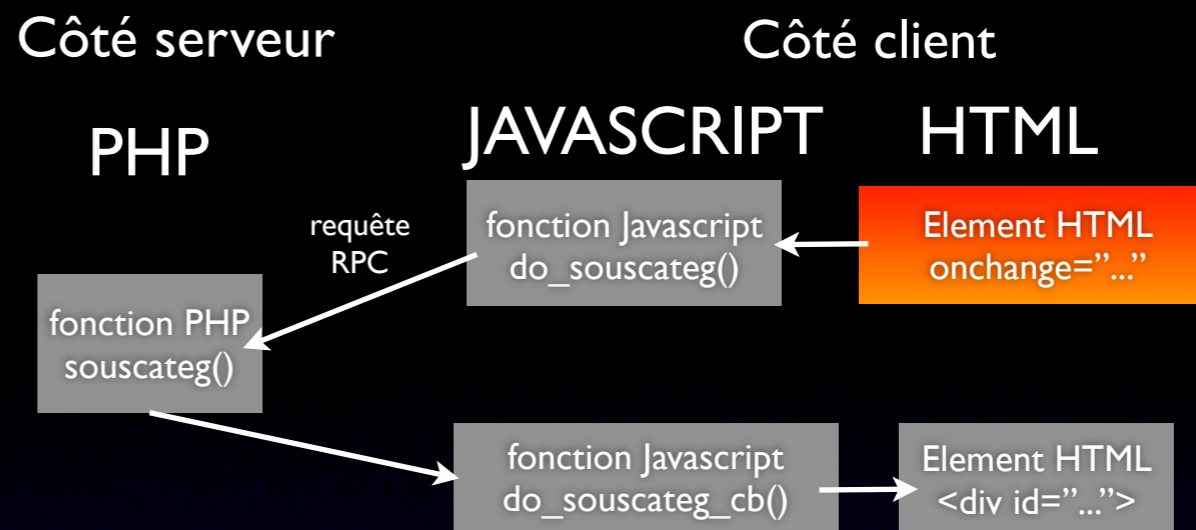 Côté serveur
Côté client
PHP
JAVASCRIPT
HTML
requête
RPC
fonction Javascript
do_souscateg()
Element HTML
onchange=”...”
fonction PHP
souscateg()
fonction Javascript
do_souscateg_cb()
Element HTML
<div id=”...”>